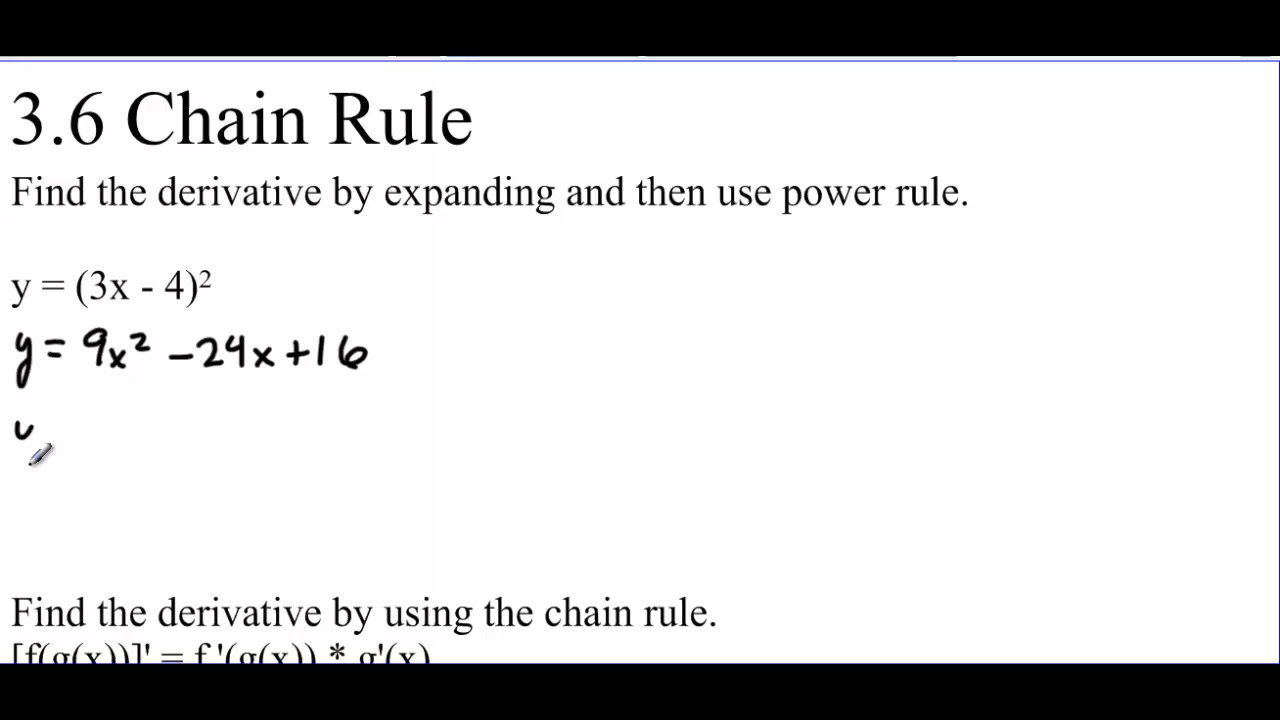 3.6 Chain Rule
Find the derivative by expanding and then use power rule.
y = (3x - 4)²
y = 9x² - 24x + 16
Find the derivative by using the chain rule.
[f(g(x))]' = f '(g(x)) * g'(x)